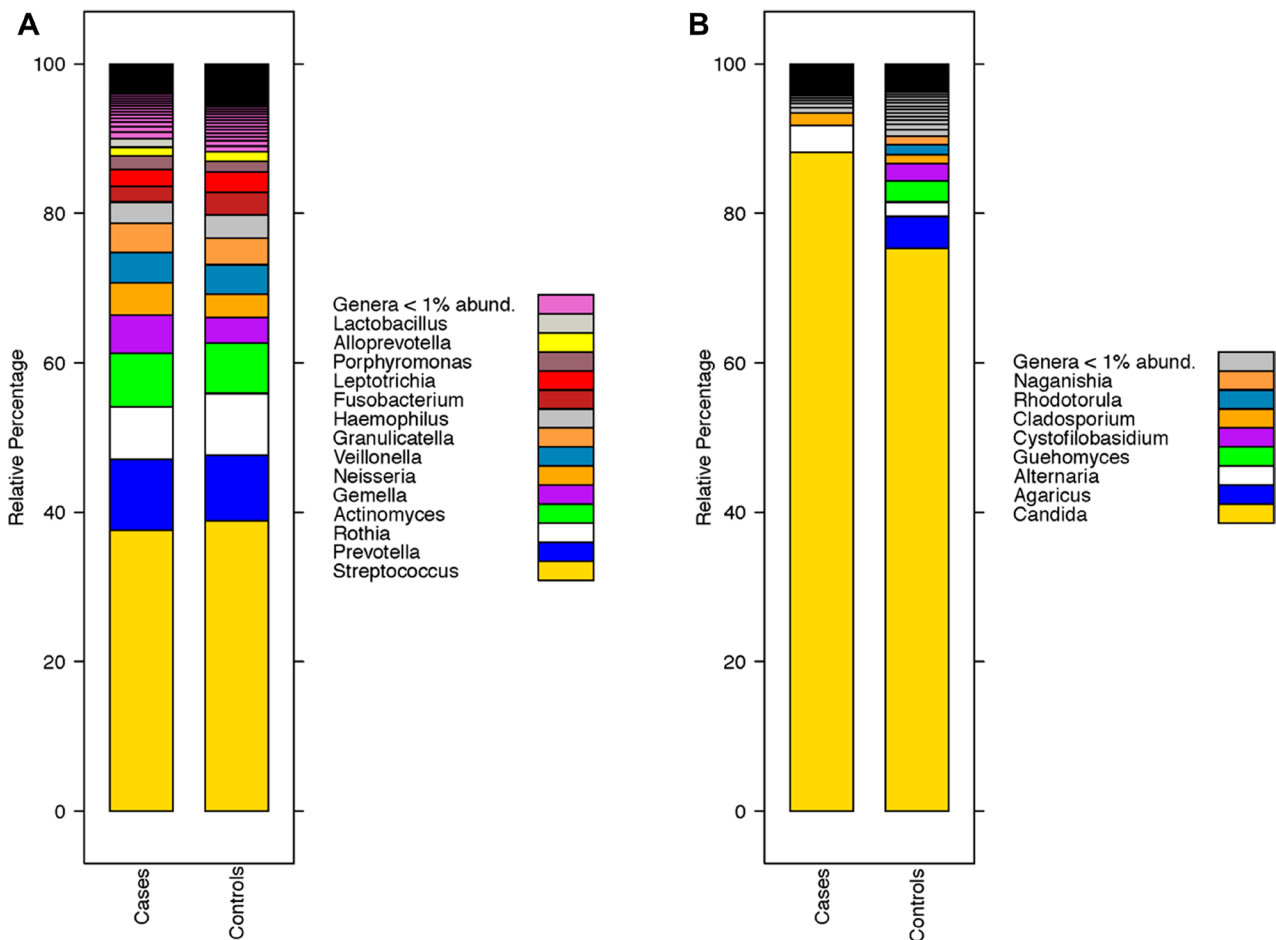 A
Relative Percentage
100
80
60
40
20
0
Cases
Controls
Genera < 1% abund.
Lactobacillus
Alloprevotella
Porphyromonas
Leptotrichia
Fusobacterium
Haemophilus
Granulicatella
Veillonella
Neisseria
Gemella
Actinomyces
Rothia
Prevotella
Streptococcus
B
Relative Percentage
100
80
60
40
20
0
Cases
Controls
Genera < 1% abund.
Naganishia
Rhodotorula
Cladosporium
Cystofilobasidium
Guehomyces
Alternaria
Agaricus
Candida